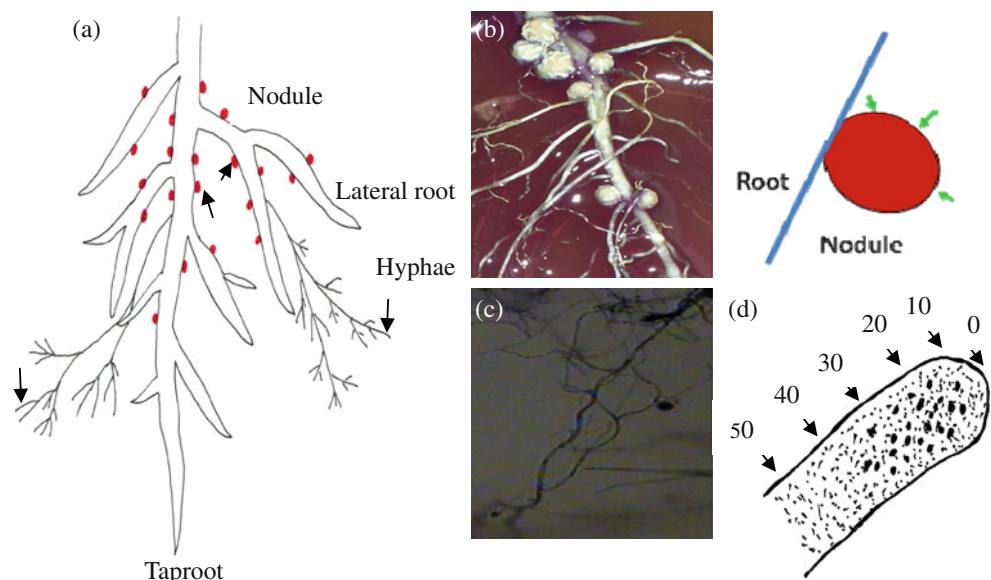 (a)
Nodule
Lateral root
Hyphae
Taproot
(b)
Root
Nodule
(c)
(d)
0
10
20
30
40
50